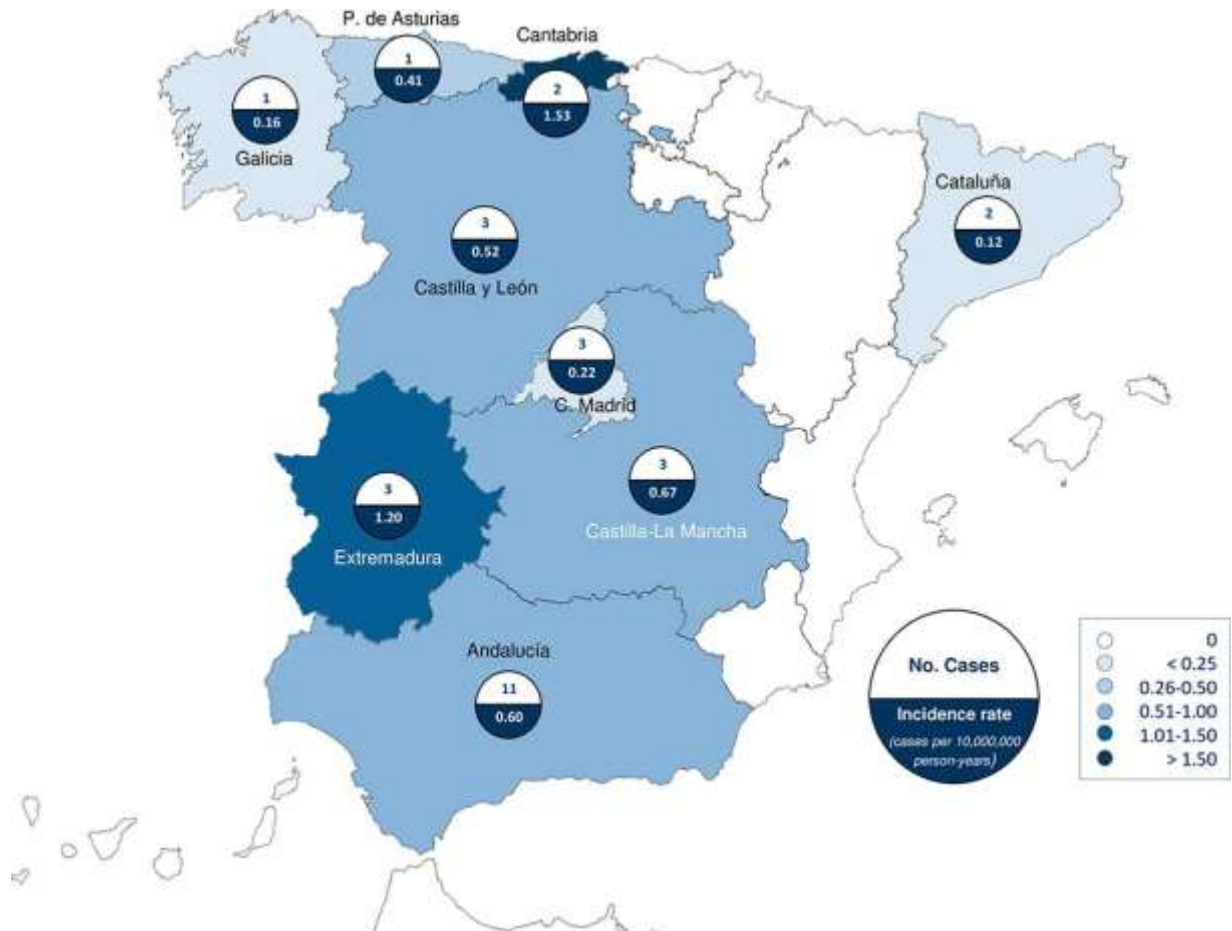 P. de Asturias
1
0.41
Cantabria
2
1.53
1
0.16
Galicia
Cataluña
2
0.12
3
0.52
Castilla y León
3
0.22
C. Madrid
3
0.67
Castilla-La Mancha
3
1.20
Extremadura
Andalucía
11
0.60
No. Cases
Incidence rate
(cases per 10,000,000
person-years)
0
< 0.25
0.26-0.50
0.51-1.00
1.01-1.50
> 1.50